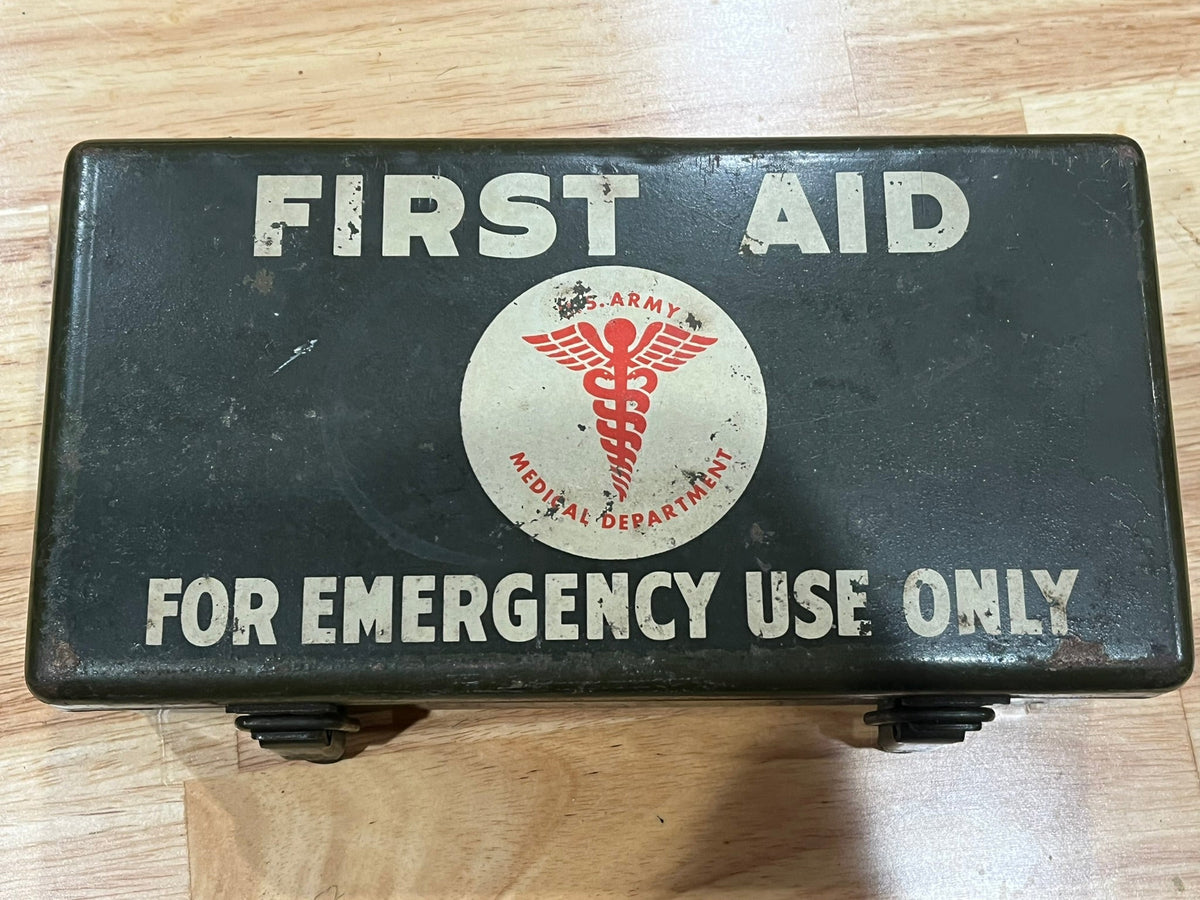 FIRST AID
U.S. ARMY
MEDICAL DEPARTMENT
FOR EMERGENCY USE ONLY